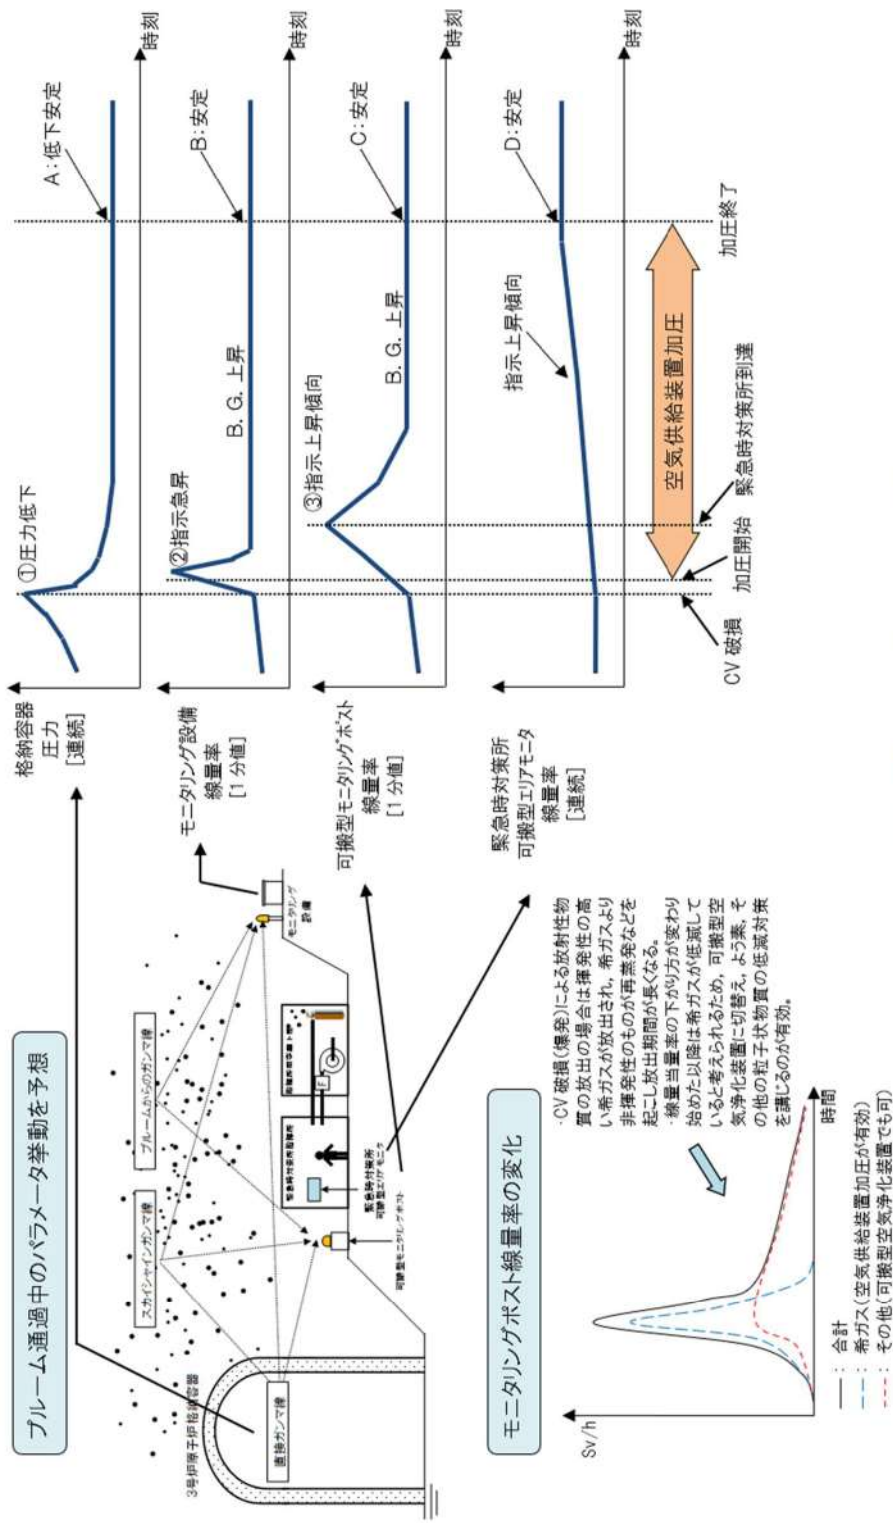 プルーム通過中のパラメータ挙動を予想
3号炉原子炉格納容器
直接ガンマ線
スカイシャインガンマ線
プルームからのガンマ線
緊急時対策所指揮所
F
緊急時対策所
可搬型エリアモニタ
可搬型モニタリングポスト
モニタリング
設備
格納容器
圧力
[連続]
①圧力低下
A:低下安定
時刻
モニタリング設備
線量率
[1分値]
②指示急昇
B.G.上昇
B:安定
時刻
可搬型モニタリングポスト
線量率
[1分値]
③指示上昇傾向
B.G.上昇
C:安定
時刻
緊急時対策所
可搬型エリアモニタ
線量率
[連続]
指示上昇傾向
D:安定
時刻
CV破損
加圧開始
緊急時対策所到達
空気供給装置加圧
加圧終了
モニタリングポスト線量率の変化
Sv/h
時間
:合計
:希ガス(空気供給装置加圧が有効)
:その他(可搬型空気浄化装置でも可)
・CV破損(爆発)による放射性物
質の放出の場合は揮発性の高
い希ガスが放出され,希ガスより
非揮発性のものが再蒸発などを
起こし放出期間が長くなる。
・線量当量率の下がり方が変わり
始めた以降は希ガスが低減して
いると考えられるため,可搬型空
気浄化装置に切替え,よう素,そ
の他の粒子状物質の低減対策
を講じるのが有効。